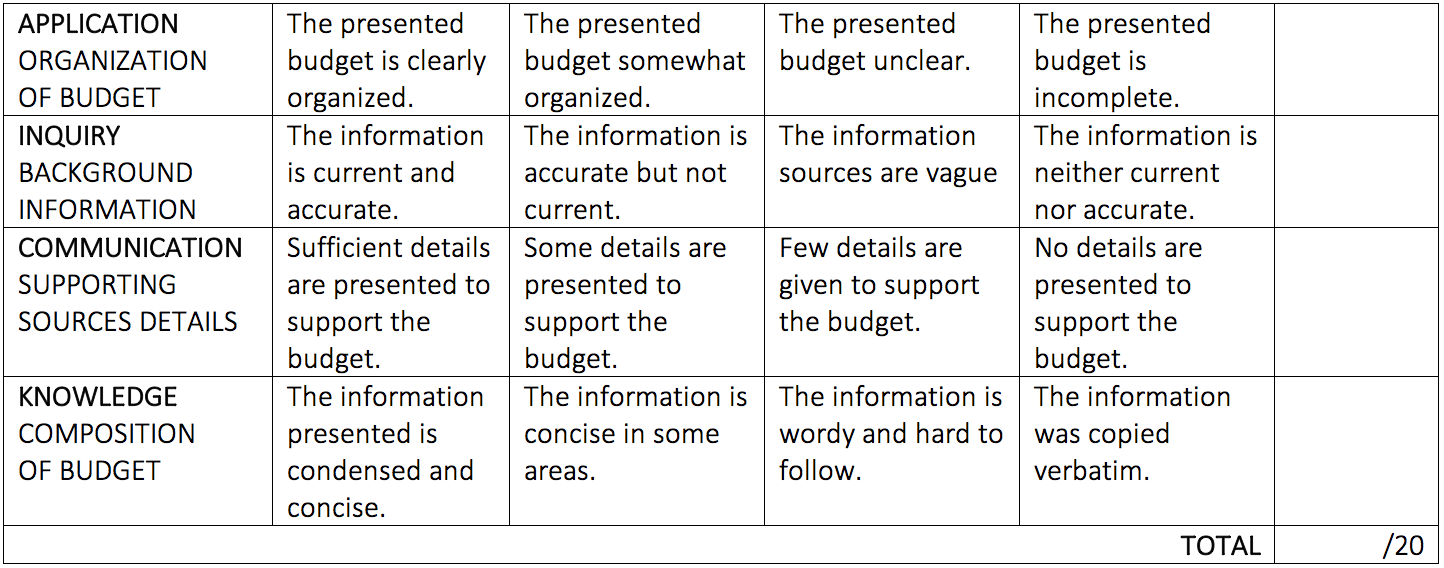 APPLICATION
ORGANIZATION
OF BUDGET
The presented
budget is clearly
organized.
The presented
budget somewhat
organized.
The presented
budget unclear.
The presented
budget is
incomplete.
INQUIRY
BACKGROUND
INFORMATION
The information
is current and
accurate.
The information is
accurate but not
current.
The information
sources are vague
The information is
neither current
nor accurate.
COMMUNICATION
SUPPORTING
SOURCES DETAILS
Sufficient details
are presented to
support the
budget.
Some details are
presented to
support the
budget.
Few details are
given to support
the budget.
No details are
presented to
support the
budget.
KNOWLEDGE
COMPOSITION
OF BUDGET
The information
presented is
condensed and
concise.
The information is
concise in some
areas.
The information is
wordy and hard to
follow.
The information
was copied
verbatim.
TOTAL
/20